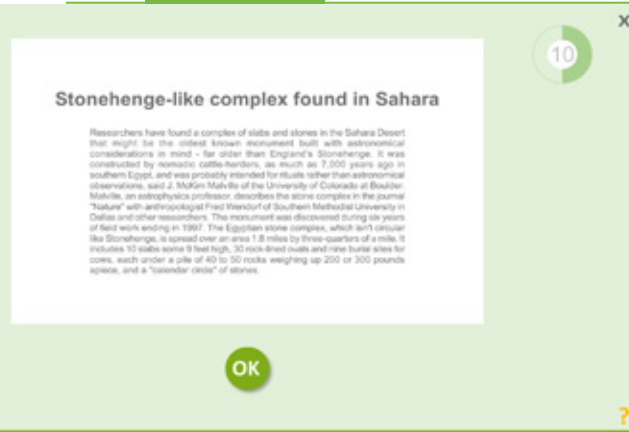 X
10
Stonehenge-like complex found in Sahara
Researchers have found a complex of slabs and stones in the Sahara Desert
that might be the oldest known monument built with astronomical
considerations in mind - far older than England's Stonehenge. It was
constructed by nomadic cattle-herders, as much as 7,000 years ago in
southern Egypt, and was probably intended for rituals rather than astronomical
observations, said J. McKim Malville of the University of Colorado at Boulder.
Malville, an astrophysics professor, describes the stone complex in the journal
"Nature" with anthropologist Fred Wendorf of Southern Methodist University in
Dallas and other researchers. The monument was discovered during six years
of field work ending in 1997. The Egyptian stone complex, which isn't circular
like Stonehenge, is spread over an area 1.8 miles by three-quarters of a mile. It
includes 10 slabs some 9 feet high, 30 rock-lined ovals and nine burial sites for
cows, each under a pile of 40 to 50 rocks weighing up 200 or 300 pounds
apiece, and a "calendar circle" of stones.
OK
?